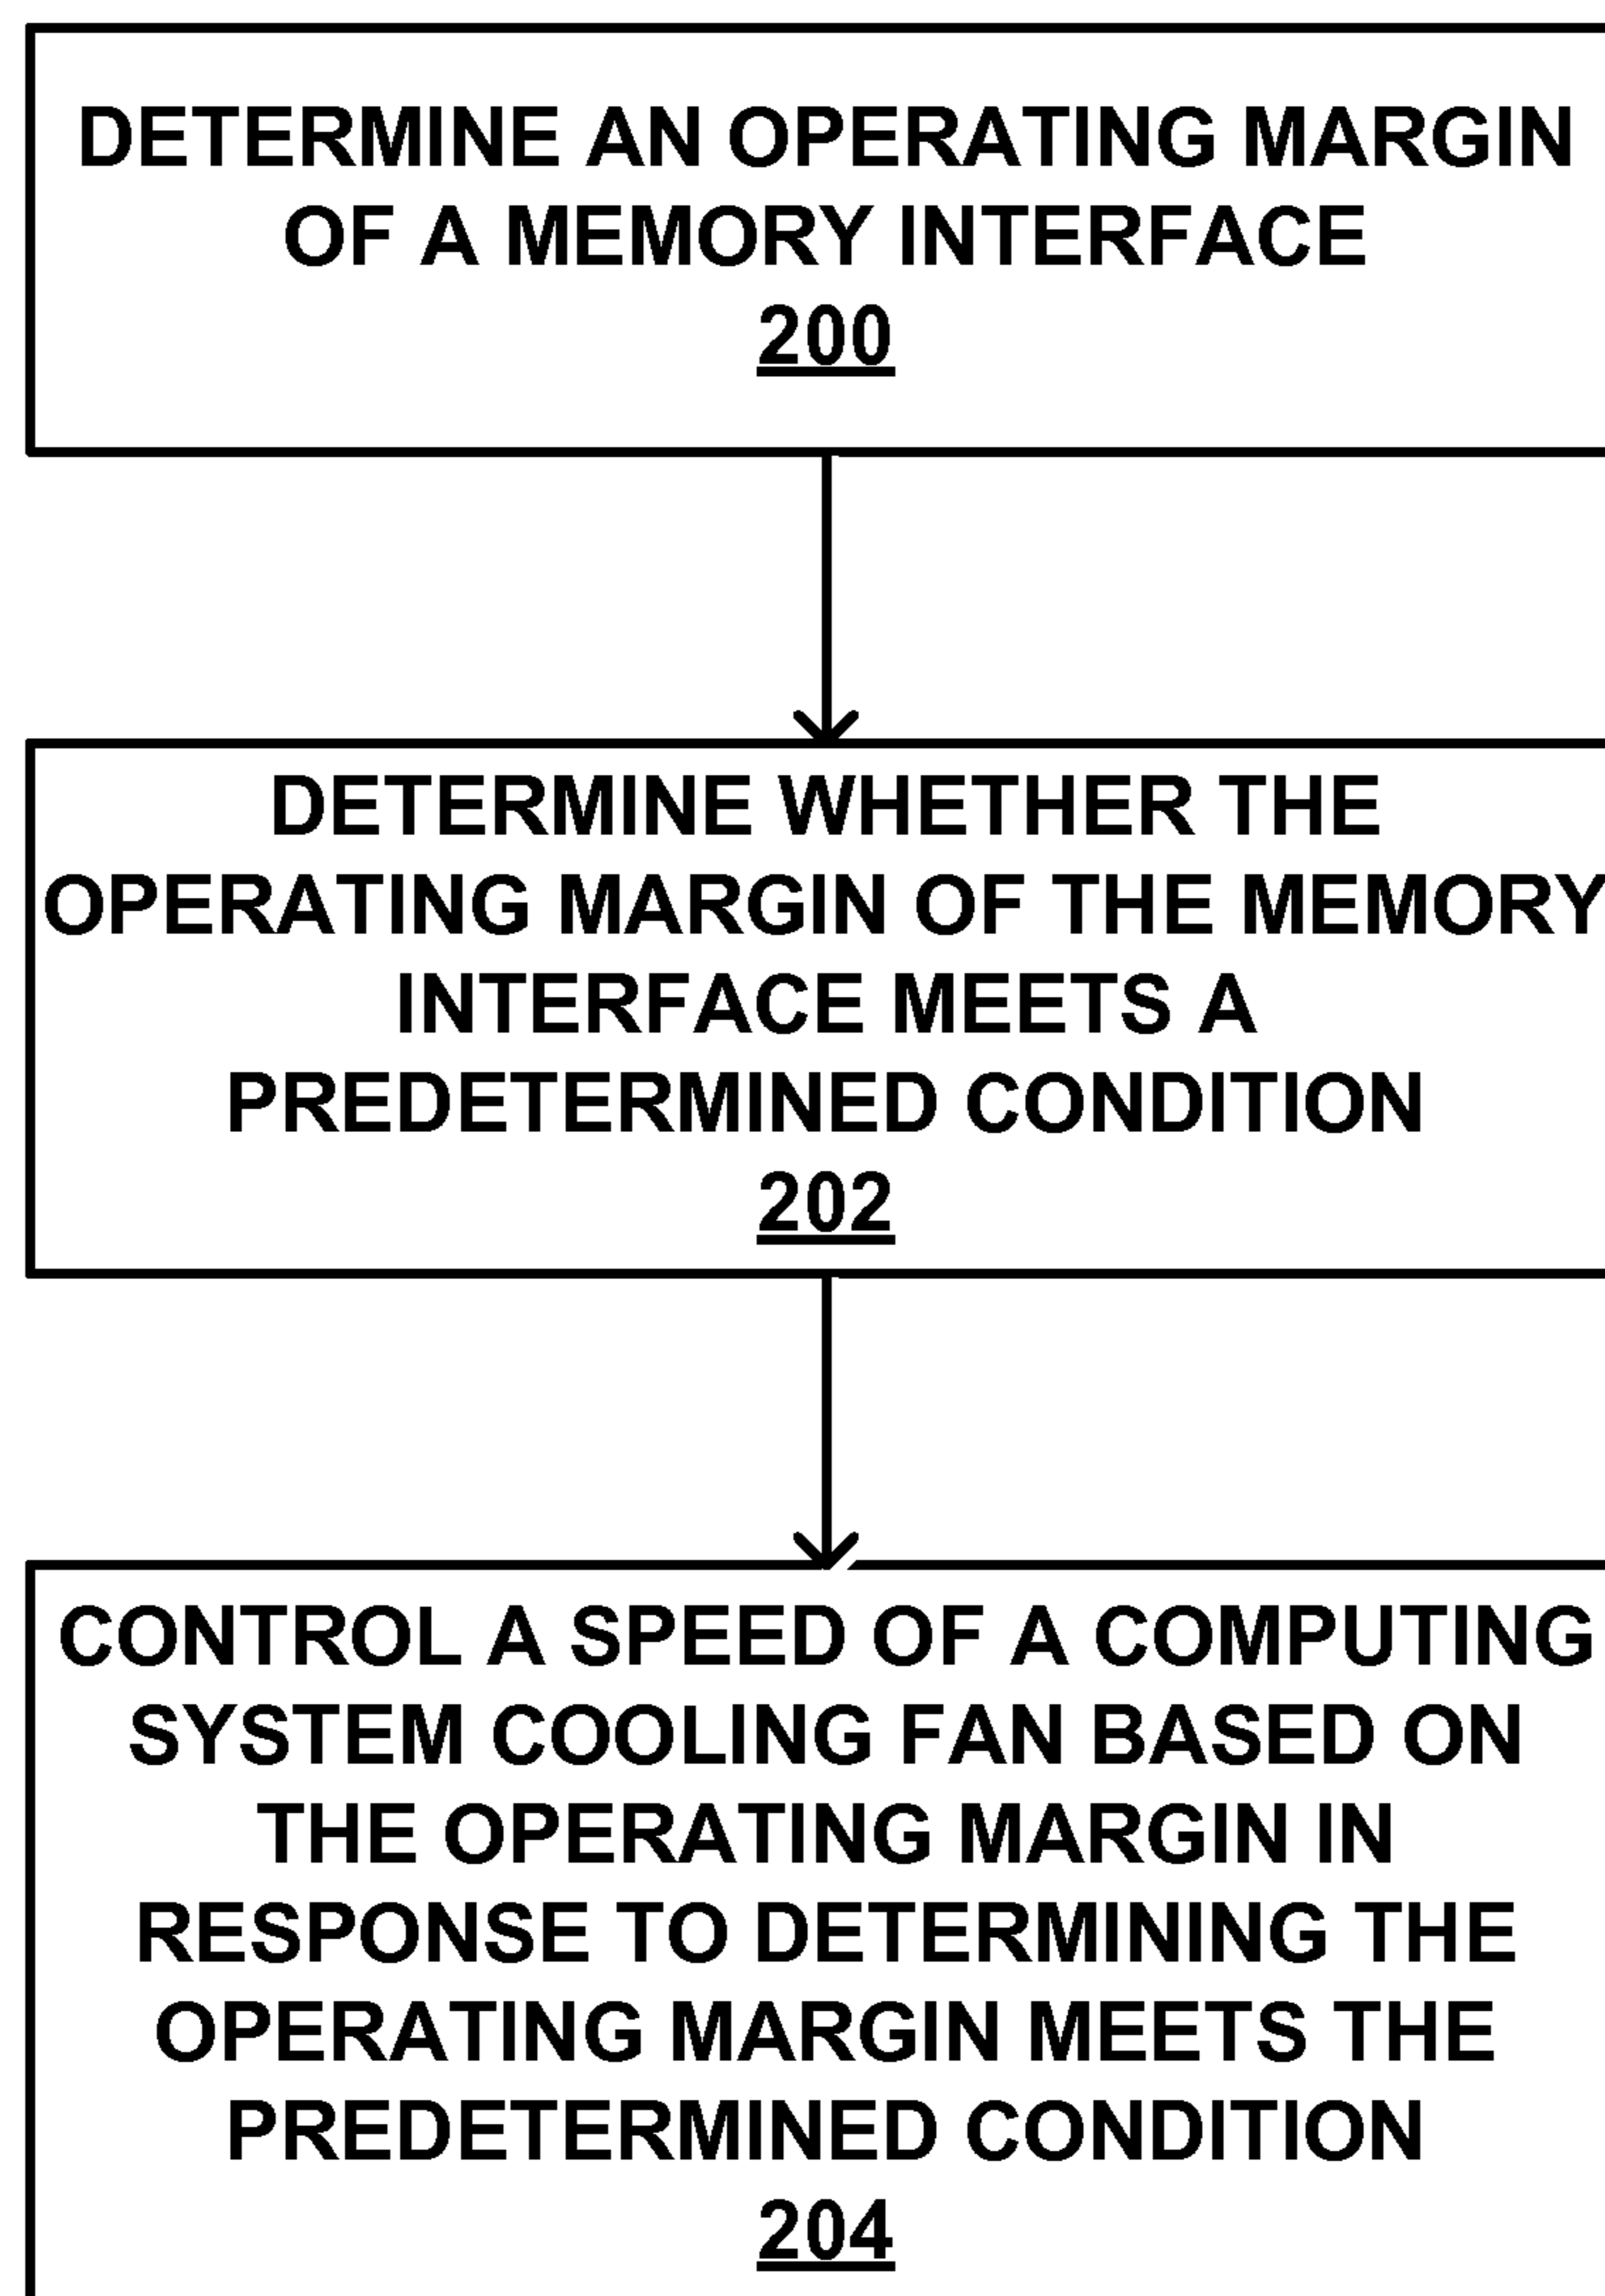 DETERMINE AN OPERATING MARGIN
OF A MEMORY INTERFACE
200
DETERMINE WHETHER THE
OPERATING MARGIN OF THE MEMORY
INTERFACE MEETS A
PREDETERMINED CONDITION
202
CONTROL A SPEED OF A COMPUTING
SYSTEM COOLING FAN BASED ON
THE OPERATING MARGIN IN
RESPONSE TO DETERMINING THE
OPERATING MARGIN MEETS THE
PREDETERMINED CONDITION
204